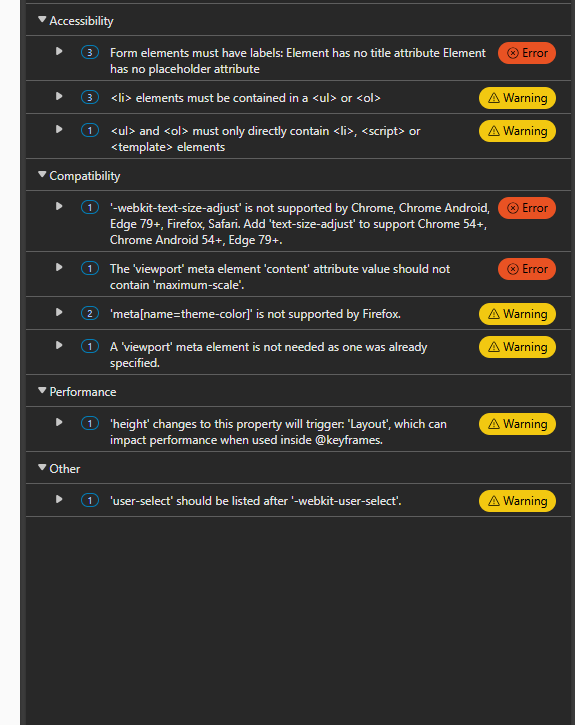 Accessibility
3 Form elements must have labels: Element has no title attribute Element Error
has no placeholder attribute
3 <li> elements must be contained in a <ul> or <ol> Warning
1 <ul> and <ol> must only directly contain <li>, <script> or Warning
<template> elements
Compatibility
1 '-webkit-text-size-adjust' is not supported by Chrome, Chrome Android, Error
Edge 79+, Firefox, Safari. Add 'text-size-adjust' to support Chrome 54+,
Chrome Android 54+, Edge 79+.
1 The 'viewport' meta element 'content' attribute value should not Error
contain 'maximum-scale'.
2 'meta[name=theme-color]' is not supported by Firefox. Warning
1 A 'viewport' meta element is not needed as one was already Warning
specified.
Performance
1 'height' changes to this property will trigger: 'Layout', which can Warning
impact performance when used inside @keyframes.
Other
1 'user-select' should be listed after '-webkit-user-select'. Warning